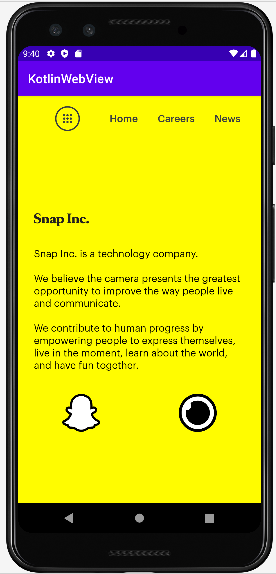 9:40
KotlinWebView
Home Careers News
Snap Inc.
Snap Inc. is a technology company.
We believe the camera presents the greatest
opportunity to improve the way people live
and communicate.
We contribute to human progress by
empowering people to express themselves,
live in the moment, learn about the world,
and have fun together.